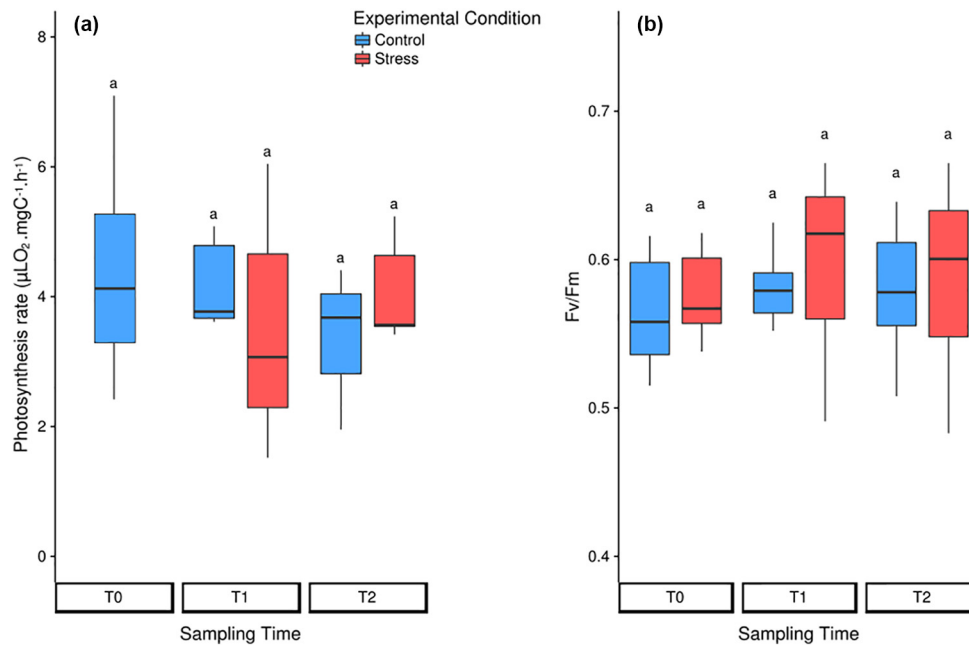 (a)
Experimental Condition
Control
Stress
8
6
4
2
0
a
a
a
a
a
Photosynthesis rate (µLO₂.mgC⁻¹.h⁻¹)
T0
T1
T2
Sampling Time
(b)
0.7
0.6
0.5
0.4
a
a
a
a
a
a
Fv/Fm
T0
T1
T2
Sampling Time